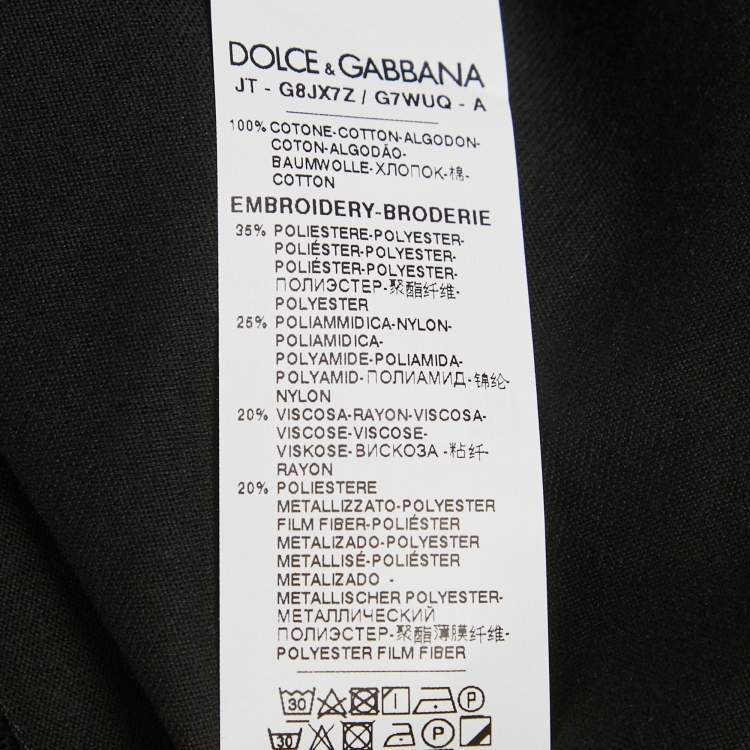 DOLCE & GABBANA
JT - G8JX7Z / G7WUQ - A
100% COTONE-COTTON-ALGODON-
COTON-ALGODÃO-
BAUMWOLLE-ХЛОПОК-棉-
COTTON
EMBROIDERY-BRODERIE
35% POLIESTERE-POLYESTER-
POLIÉSTER-POLYESTER-
POLIÉSTER-POLYESTER-
ПОЛИЭСТЕР-聚酯纤维-
POLYESTER
25% POLIAMMIDICA-NYLON-
POLIAMIDICA-
POLYAMIDE-POLIAMIDA-
POLYAMID-ПОЛИАМИД-锦纶-
NYLON
20% VISCOSA-RAYON-VISCOSA-
VISCOSE-VISCOSE-
VISKOSE-ВИСКОЗА -粘纤-
RAYON
20% POLIESTERE
METALLIZZATO-POLYESTER
FILM FIBER-POLIÉSTER
METALIZADO-POLYESTER
METALLISÉ-POLIÉSTER
METALIZADO -
METALLISCHER POLYESTER-
МЕТАЛЛИЧЕСКИЙ
ПОЛИЭСТЕР-聚酯薄膜纤维-
POLYESTER FILM FIBER
30 P
30 P